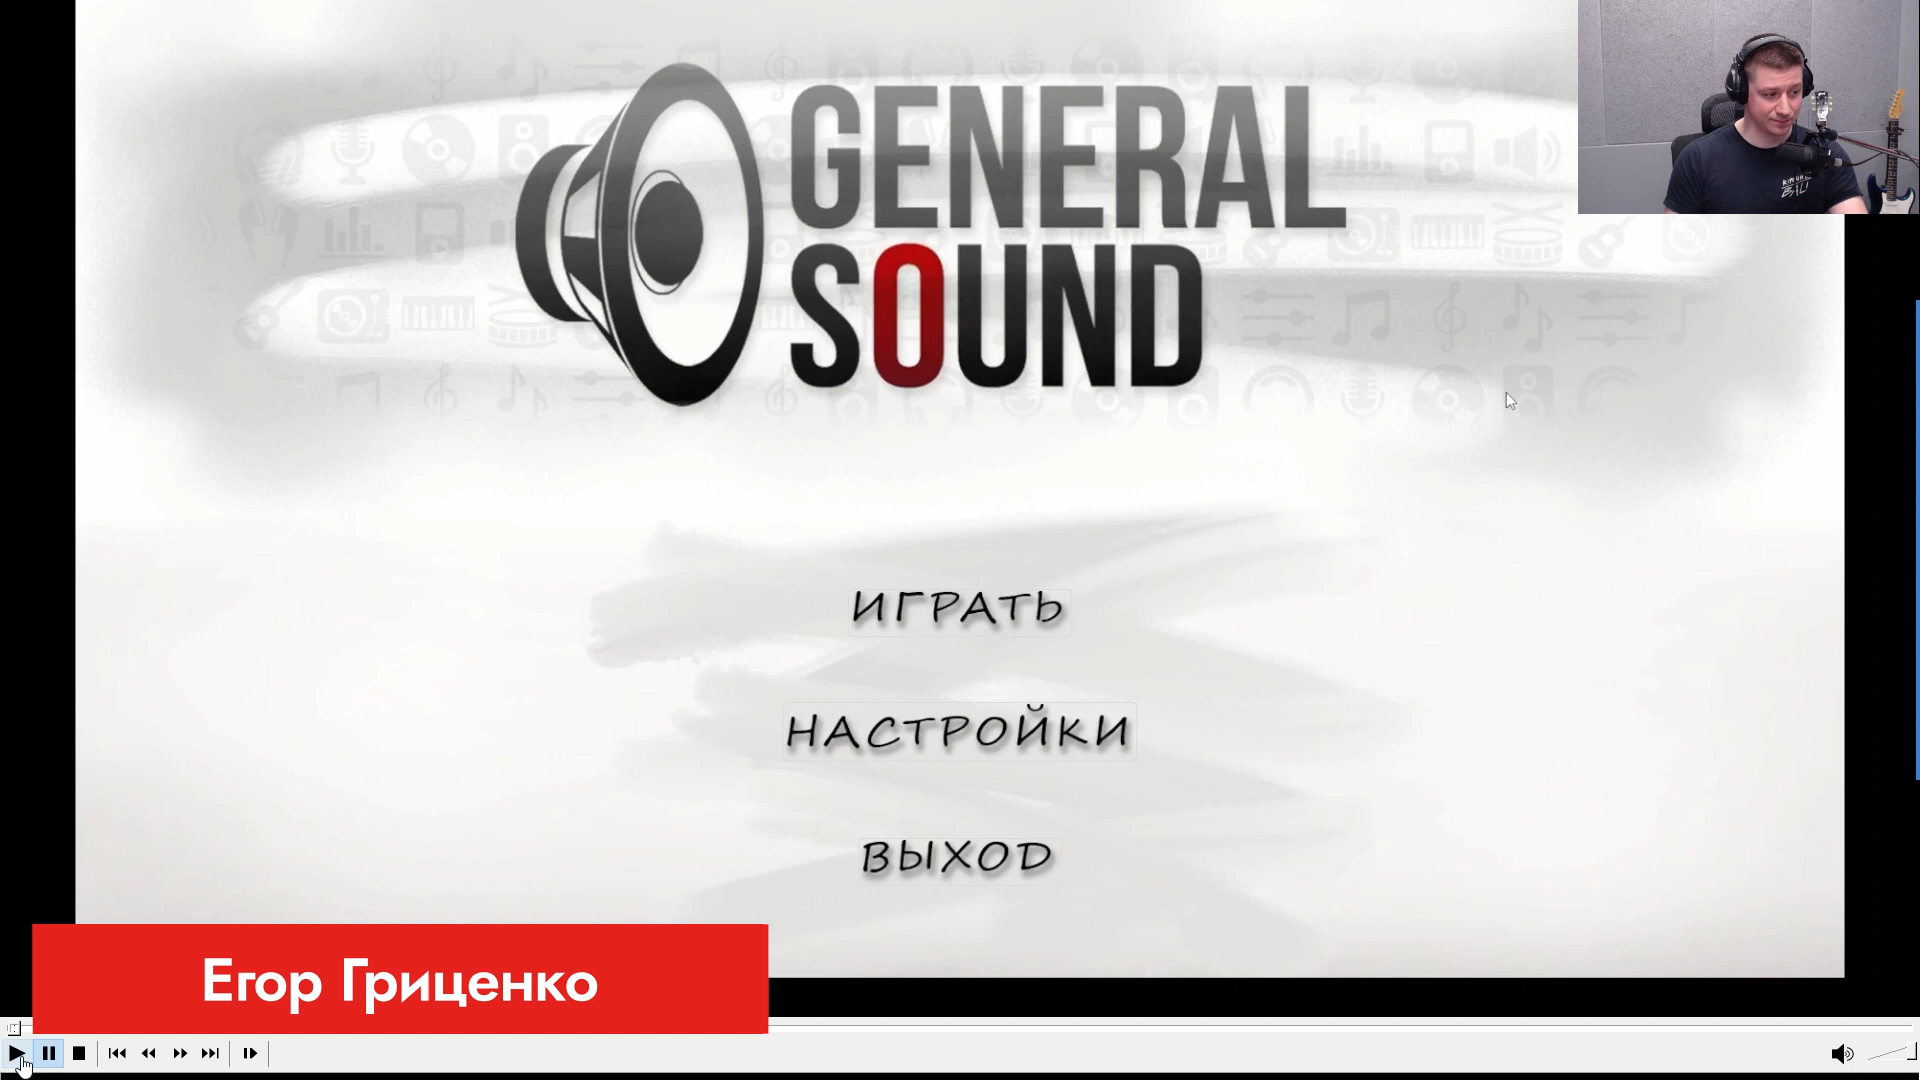 GENERAL
SOUND
ИГРАТЬ
НАСТРОЙКИ
ВЫХОД
Егор Гриценко